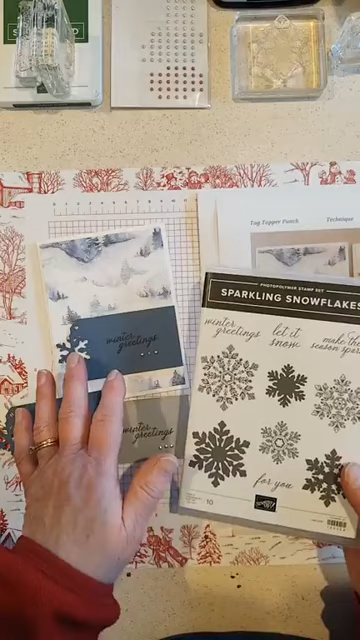 Tag Topper Punch
Technique
PHOTOPOLYMER STAMP SET
SPARKLING SNOWFLAKES
winter
greetings
let it
snow
make the
season
for you
10
winter
greetings
winter
greetings